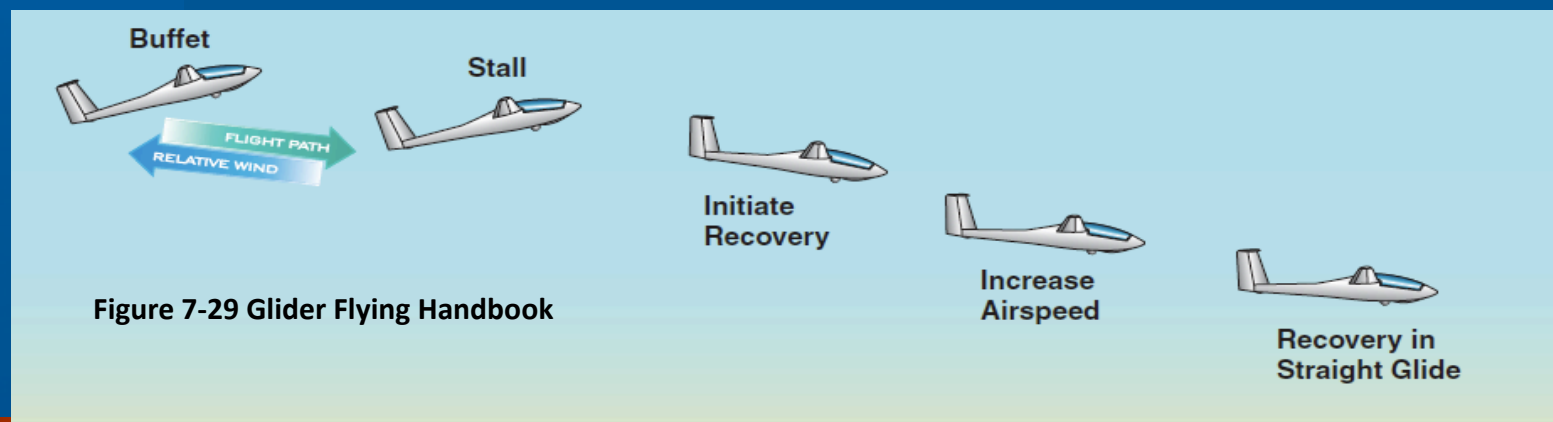 Buffet
Stall
FLIGHT PATH
RELATIVE WIND
Initiate
Recovery
Increase
Airspeed
Figure 7-29 Glider Flying Handbook
Recovery in
Straight Glide